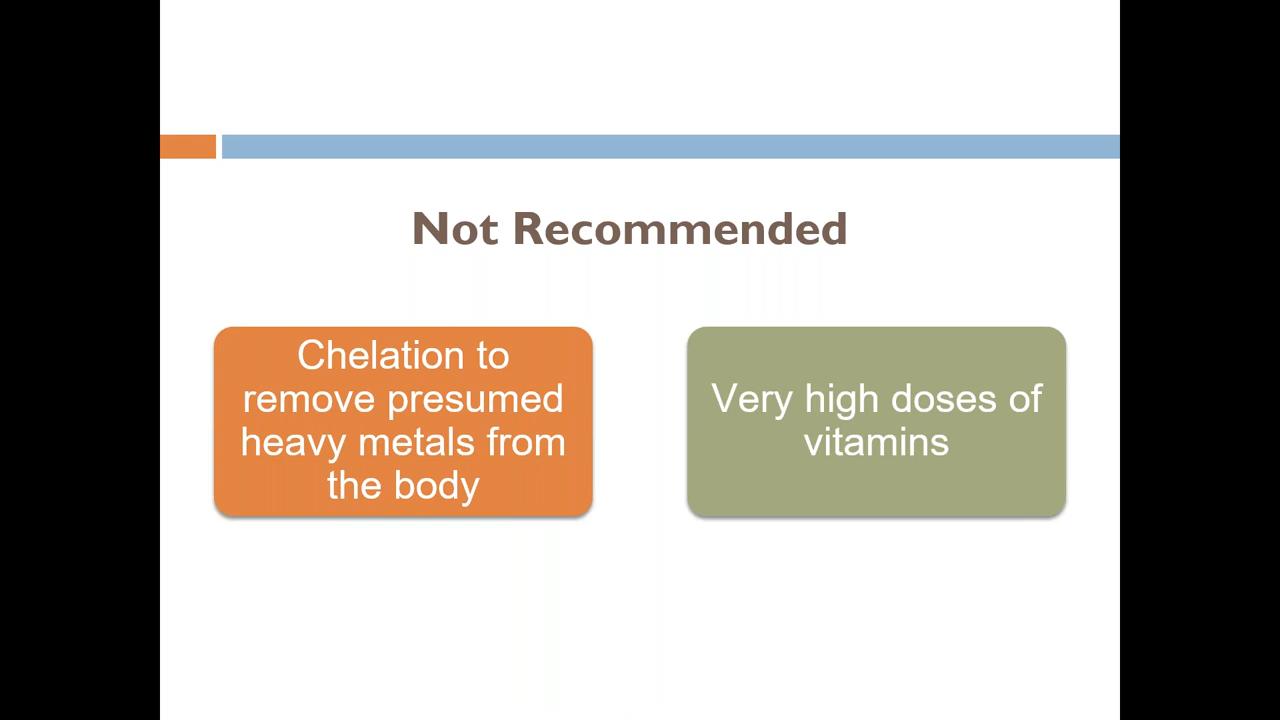 Not Recommended
Chelation to
remove presumed
heavy metals from
the body
Very high doses of
vitamins